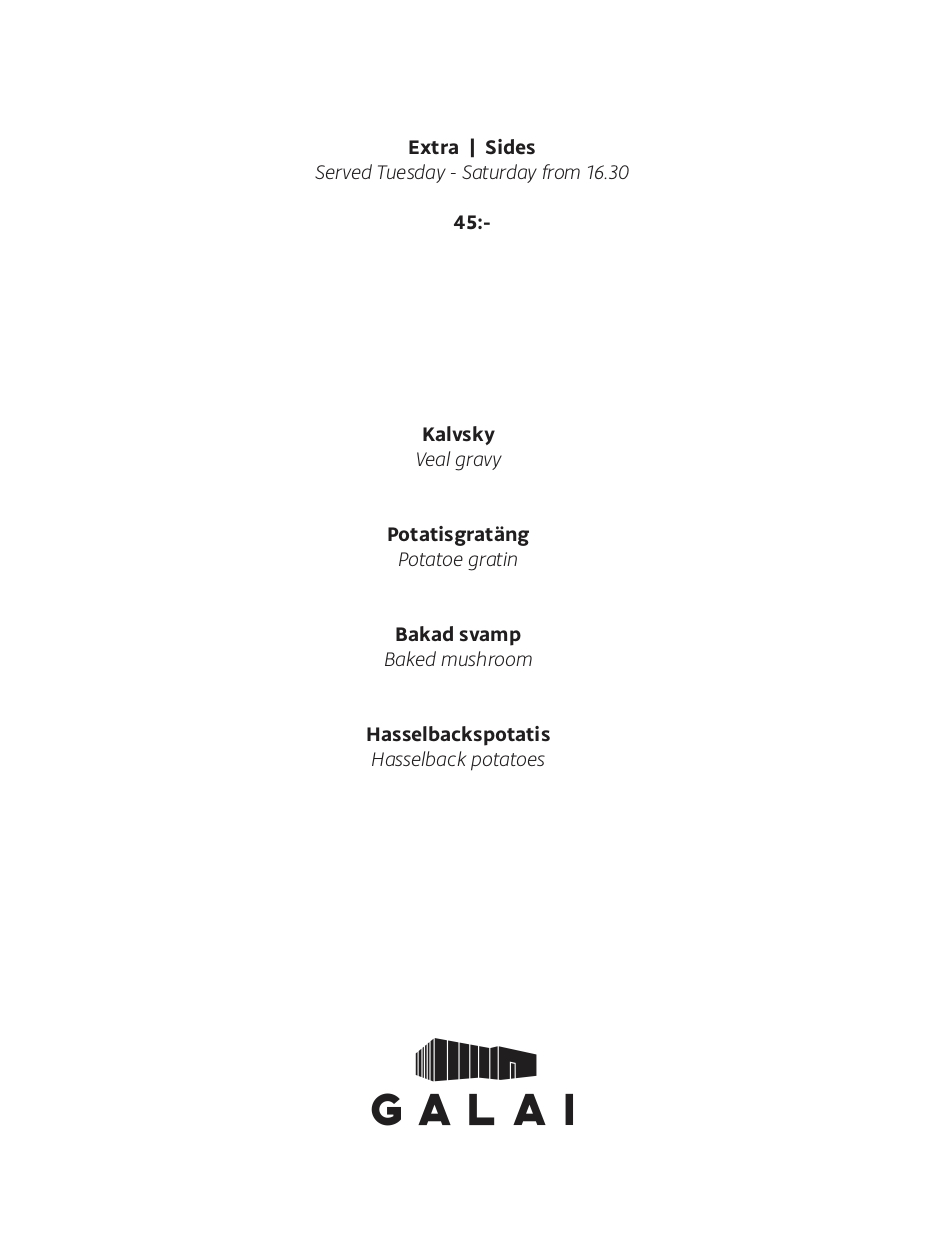 Extra | Sides
Served Tuesday - Saturday from 16.30
45:-
Kalvsky
Veal gravy
Potatisgratäng
Potatoe gratin
Bakad svamp
Baked mushroom
Hasselbackspotatis
Hasselback potatoes
GALAI